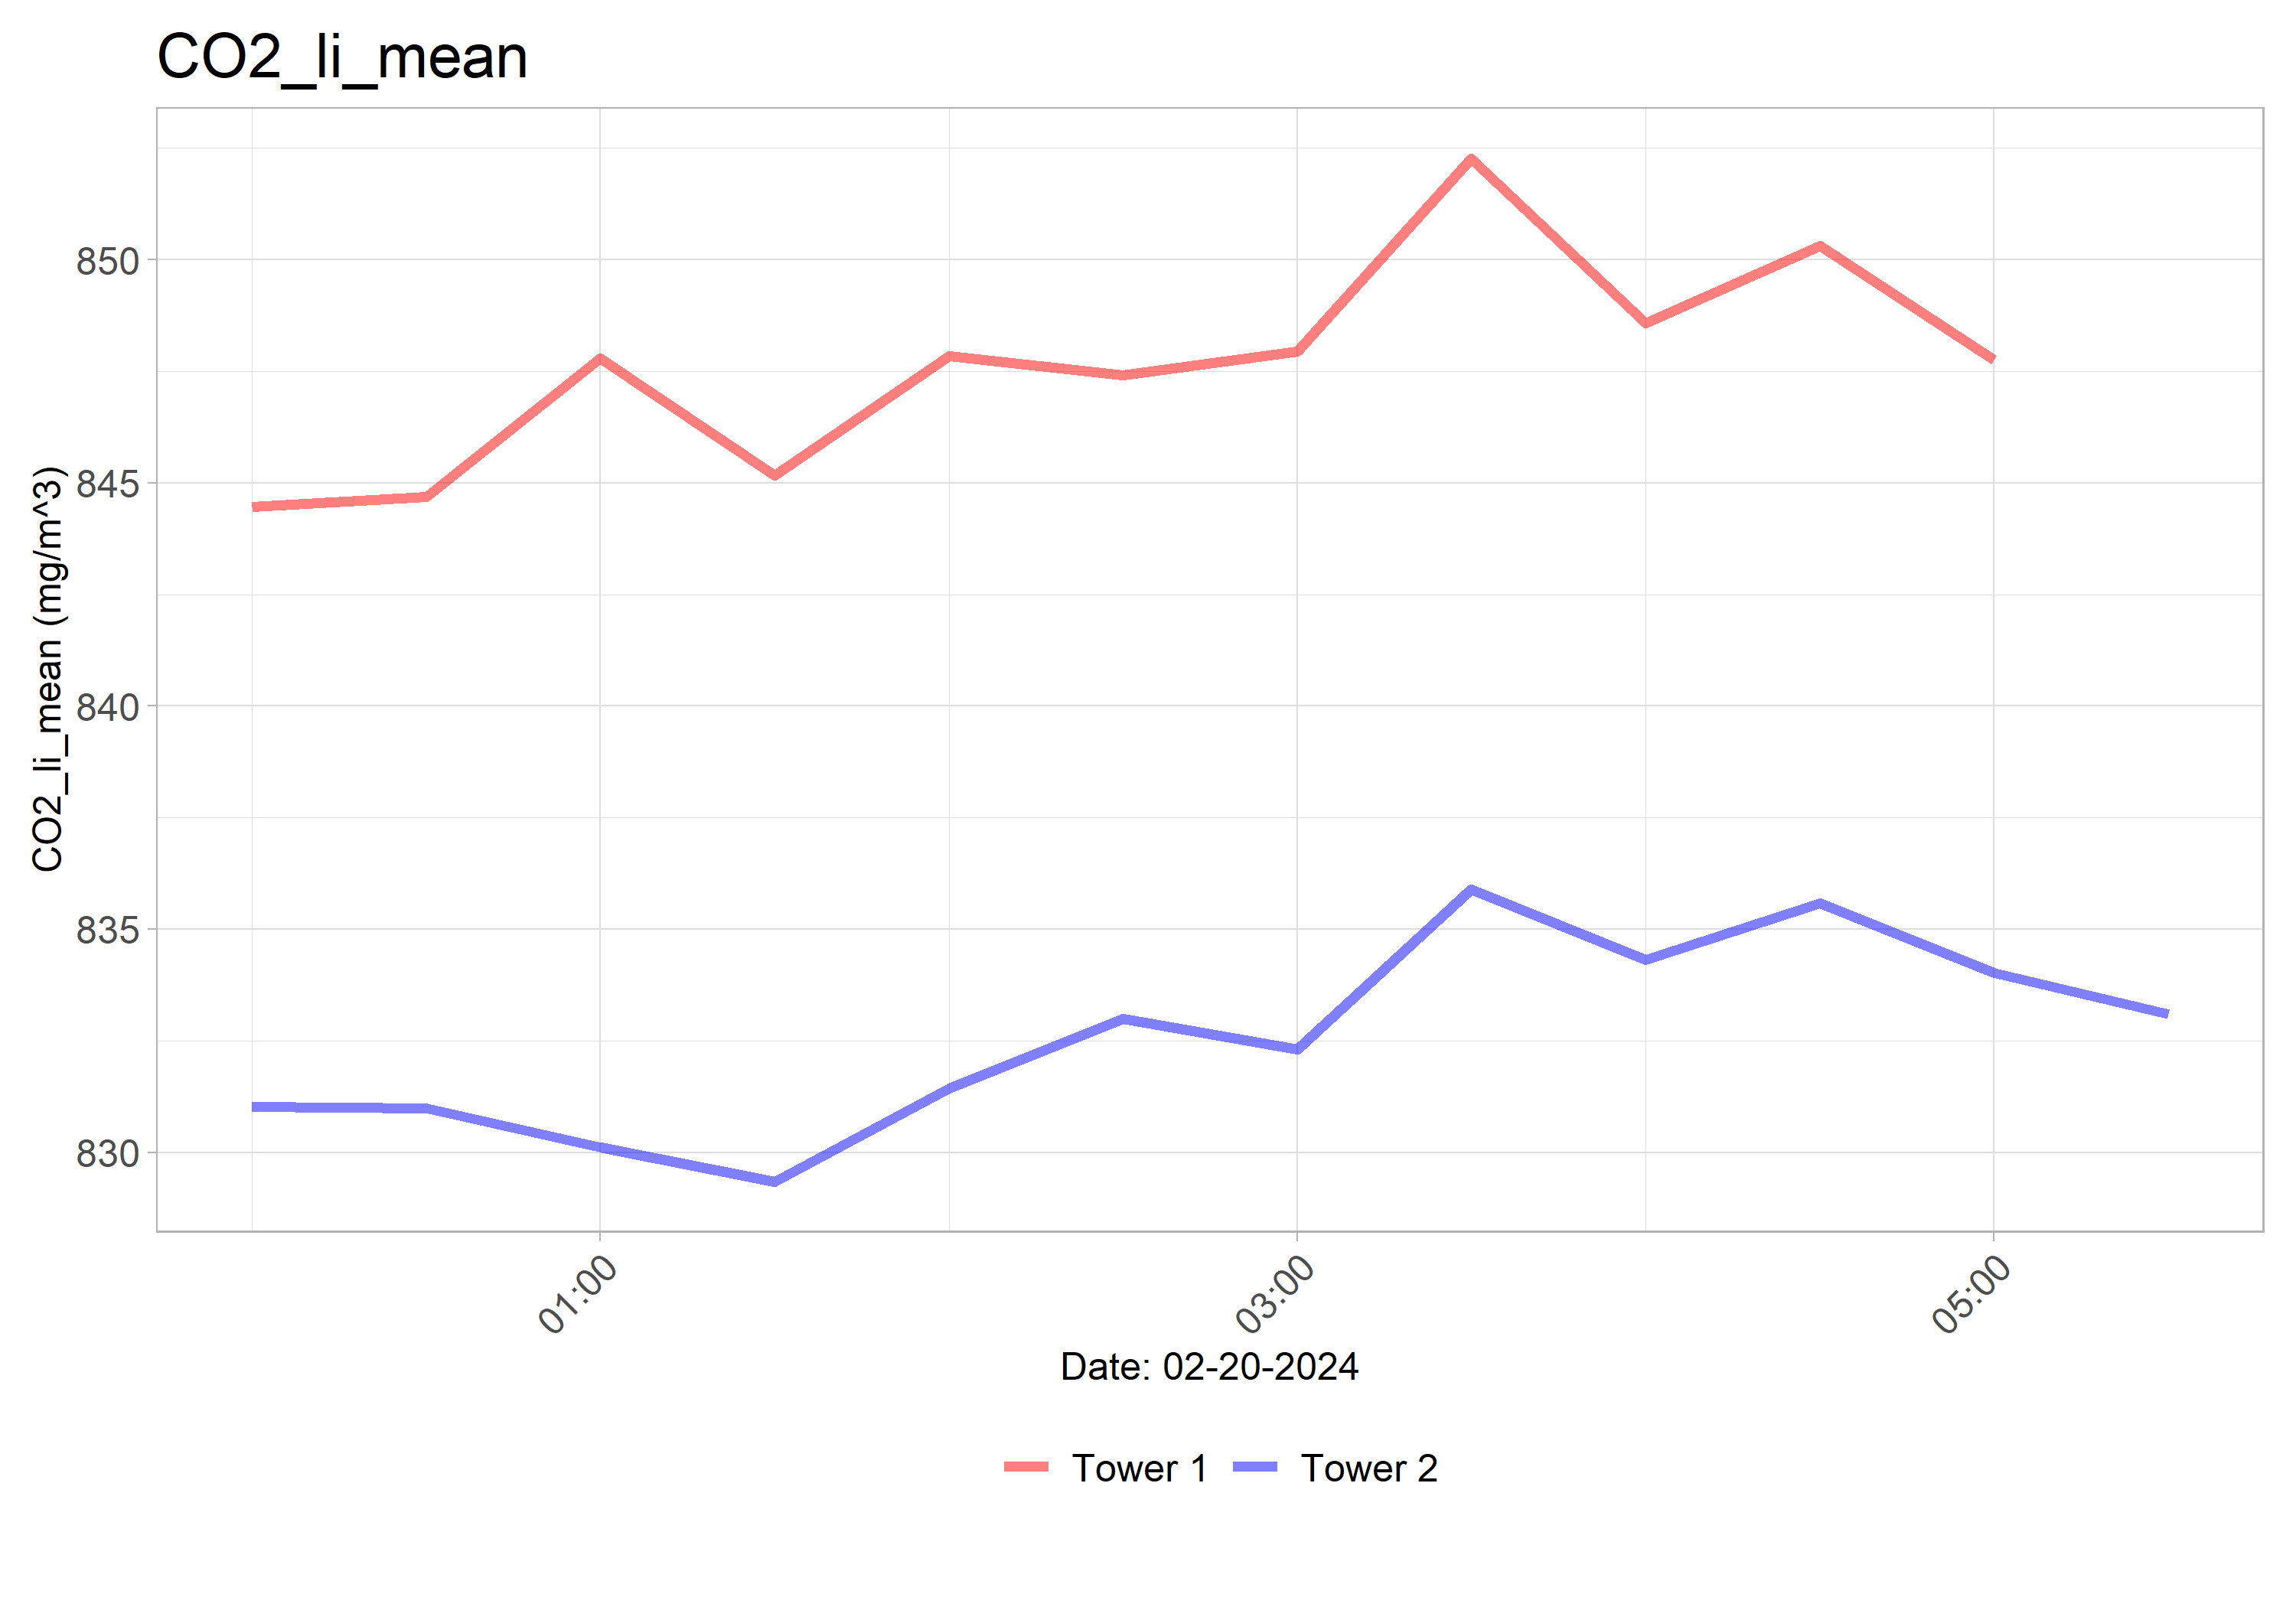 CO2_li_mean
CO2_li_mean (mg/m^3)
850
845
840
835
830
01:00
03:00
05:00
Date: 02-20-2024
Tower 1
Tower 2